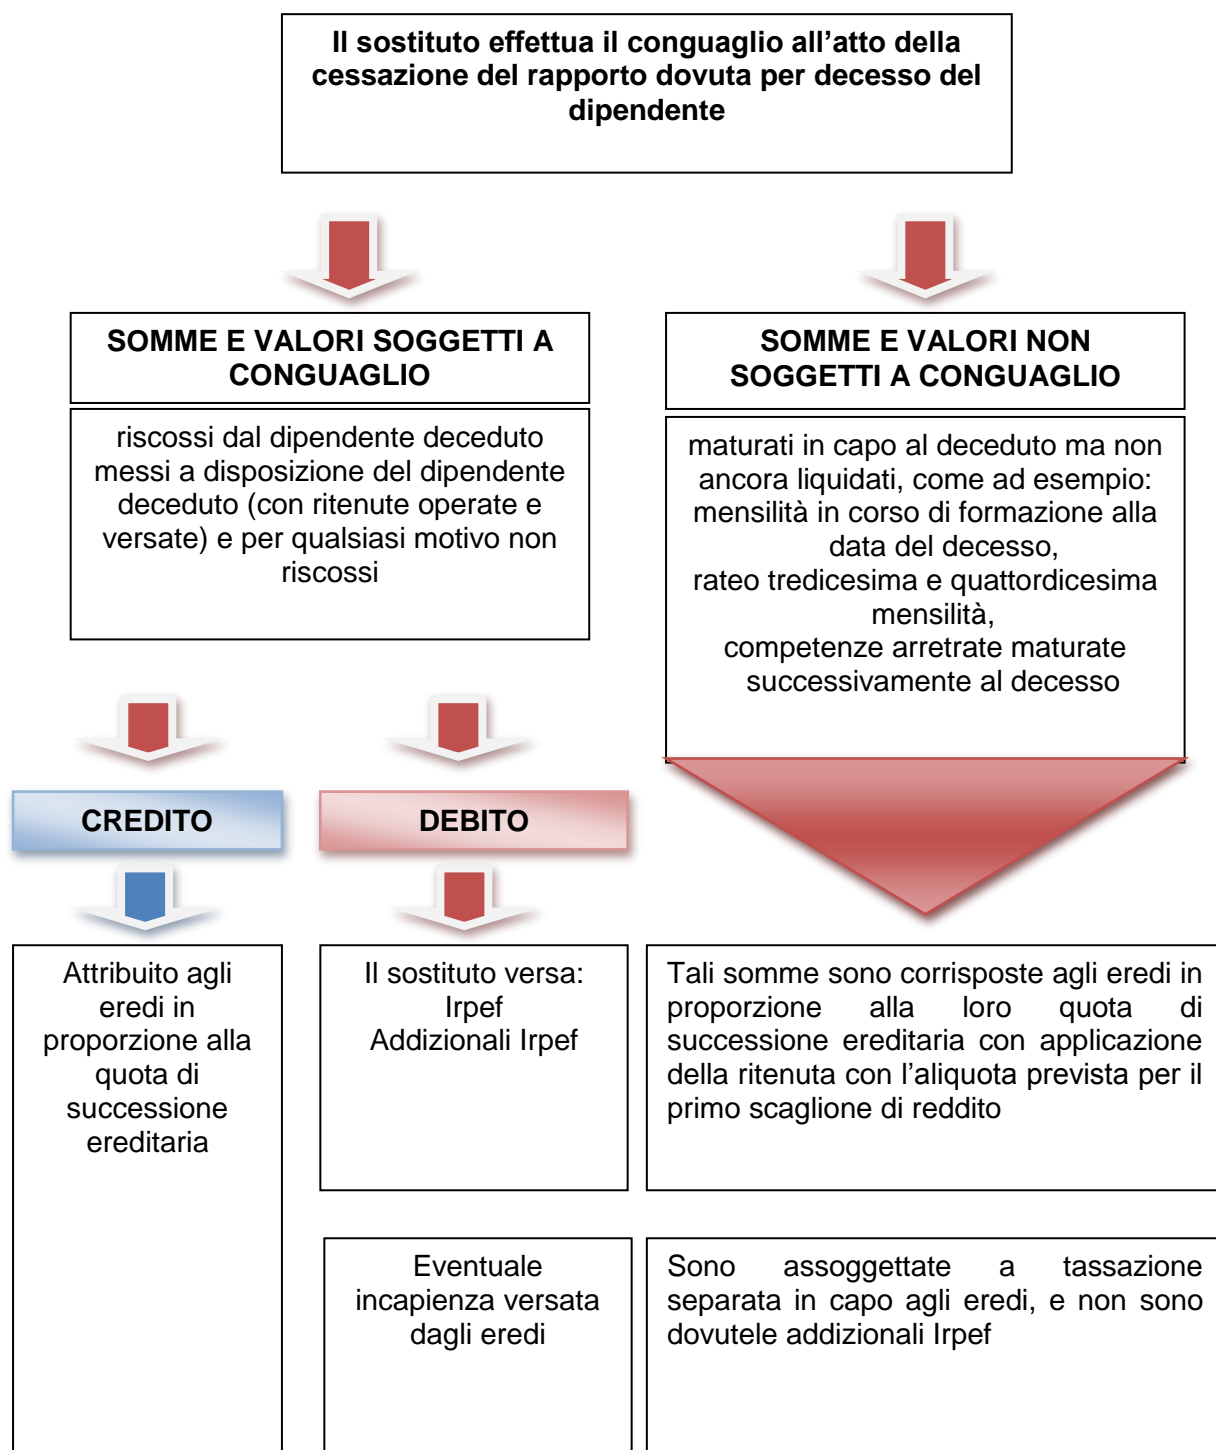 Il sostituto effettua il conguaglio all'atto della
cessazione del rapporto dovuta per decesso del
dipendente
SOMME E VALORI SOGGETTI A
CONGUAGLIO
riscossi dal dipendente deceduto
messi a disposizione del dipendente
deceduto (con ritenute operate e
versate) e per qualsiasi motivo non
riscossi
SOMME E VALORI NON
SOGGETTI A CONGUAGLIO
maturati in capo al deceduto ma non
ancora liquidati, come ad esempio:
mensilità in corso di formazione alla
data del decesso,
rateo tredicesima e quattordicesima
mensilità,
competenze arretrate maturate
successivamente al decesso
CREDITO
DEBITO
Attribuito agli
eredi in
proporzione alla
quota di
successione
ereditaria
Il sostituto versa:
Irpef
Addizionali Irpef
Tali somme sono corrisposte agli eredi in
proporzione alla loro quota di
successione ereditaria con applicazione
della ritenuta con l'aliquota prevista per il
primo scaglione di reddito
Eventuale
incapienza versata
dagli eredi
Sono assoggettate a tassazione
separata in capo agli eredi, e non sono
dovutele addizionali Irpef